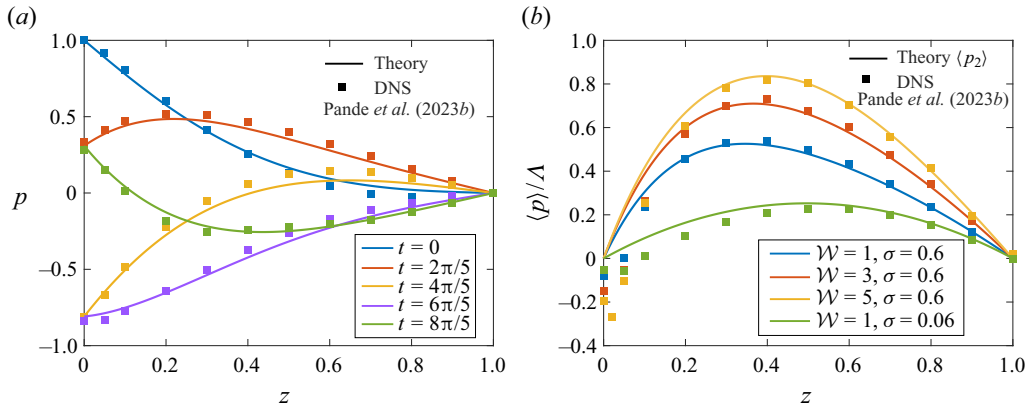 (a)
(b)
1.0
0.5
0
−0.5
−1.0
p
Theory
DNS
Pande et al. (2023b)
t = 0
t = 2π/5
t = 4π/5
t = 6π/5
t = 8π/5
0
0.2
0.4
0.6
0.8
1.0
z
1.0
0.8
0.6
0.4
0.2
0
−0.2
−0.4
⟨p⟩/Λ
Theory ⟨p₂⟩
DNS
Pande et al. (2023b)
𝒲 = 1, σ = 0.6
𝒲 = 3, σ = 0.6
𝒲 = 5, σ = 0.6
𝒲 = 1, σ = 0.06
0
0.2
0.4
0.6
0.8
1.0
z